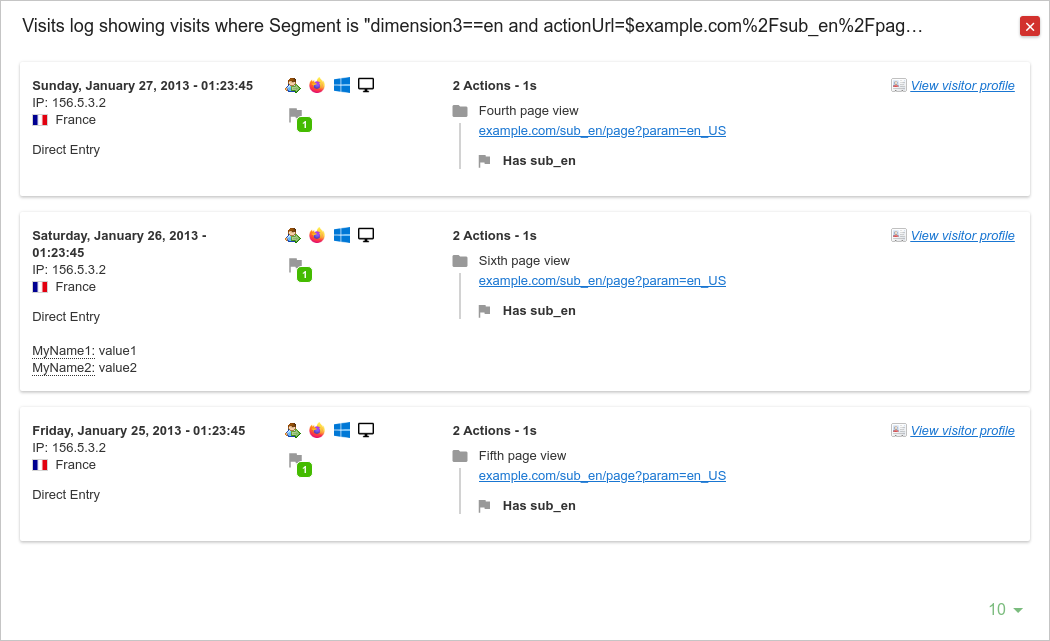 Visits log showing visits where Segment is "dimension3==en and actionUrl=$example.com%2Fsub_en%2Fpag…
Sunday, January 27, 2013 - 01:23:45
IP: 156.5.3.2
France
Direct Entry
1
2 Actions - 1s
Fourth page view
example.com/sub_en/page?param=en_US
Has sub_en
View visitor profile
Saturday, January 26, 2013 -
01:23:45
IP: 156.5.3.2
France
Direct Entry
MyName1: value1
MyName2: value2
1
2 Actions - 1s
Sixth page view
example.com/sub_en/page?param=en_US
Has sub_en
View visitor profile
Friday, January 25, 2013 - 01:23:45
IP: 156.5.3.2
France
Direct Entry
1
2 Actions - 1s
Fifth page view
example.com/sub_en/page?param=en_US
Has sub_en
View visitor profile
10